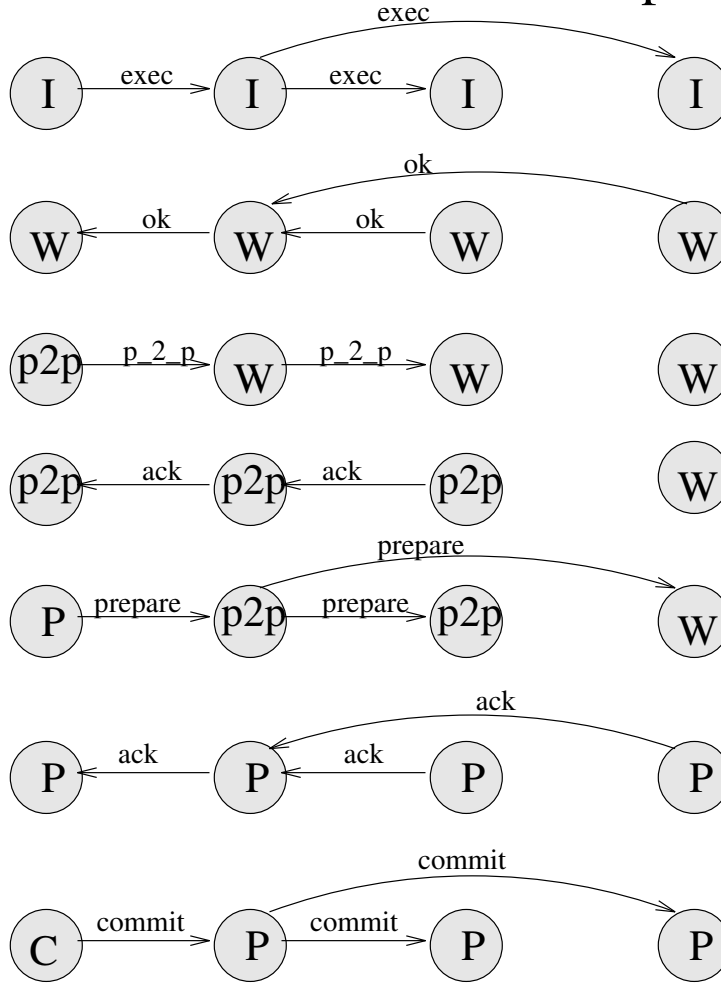 exec
exec exec
I I I I
ok
ok ok
W W W W
p_2_p p_2_p
p2p W W W
ack ack
p2p p2p p2p W
prepare
prepare prepare
P p2p p2p W
ack
ack ack
P P P P
commit
commit commit
C P P P